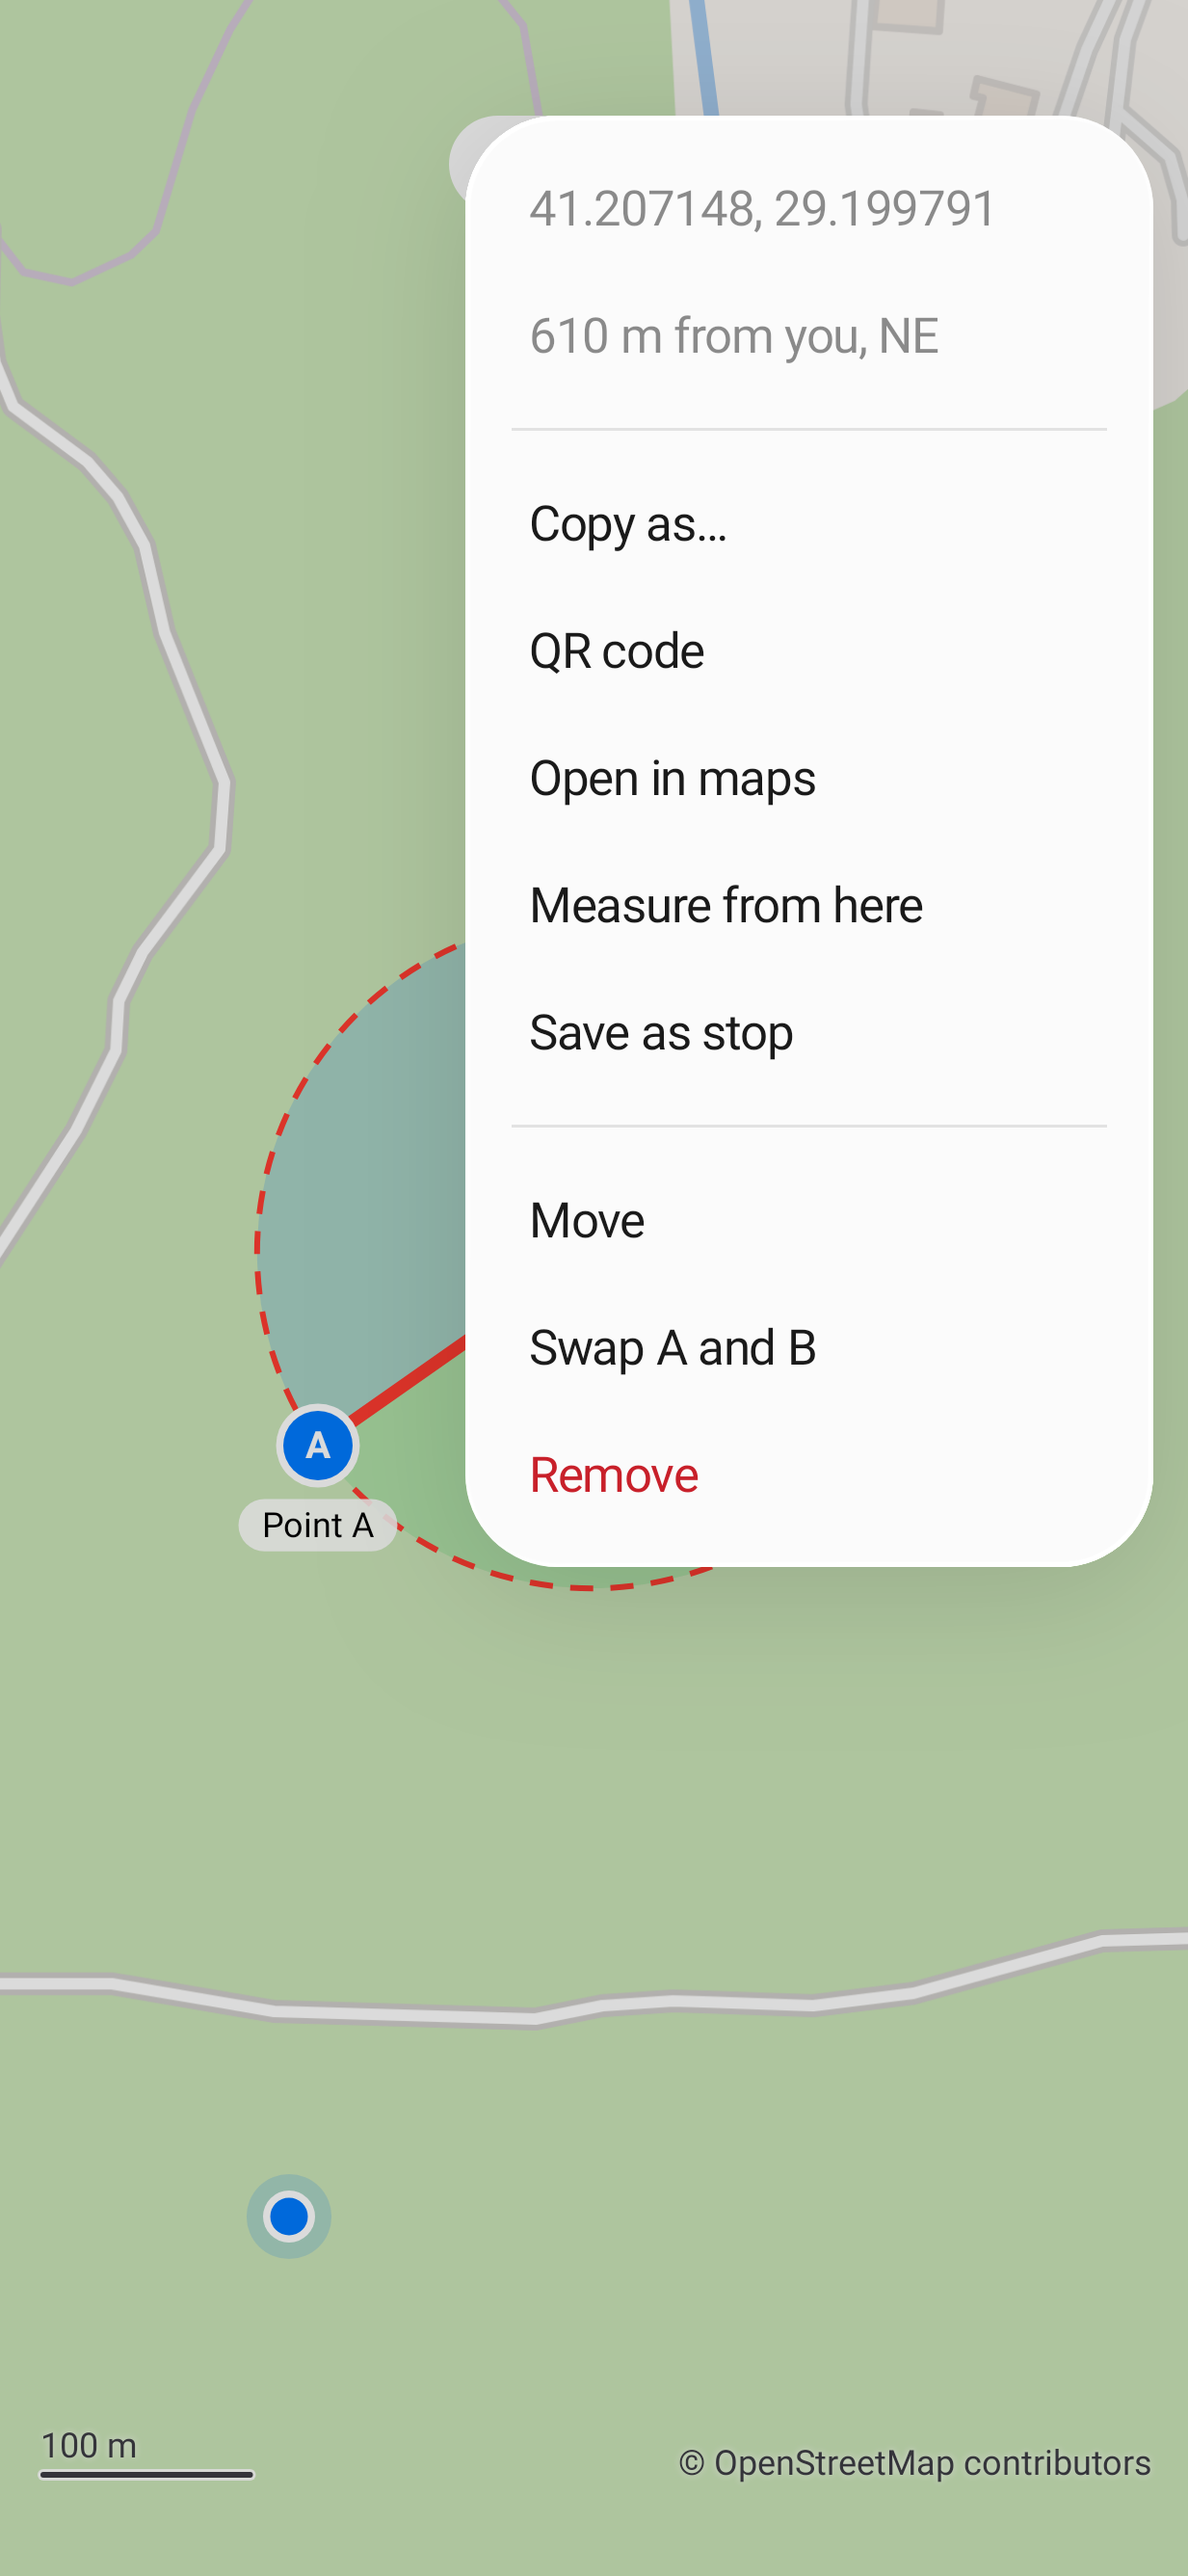 41.207148, 29.199791
610 m from you, NE
Copy as...
QR code
Open in maps
Measure from here
Save as stop
Move
Swap A and B
Remove
A
Point A
100 m
© OpenStreetMap contributors